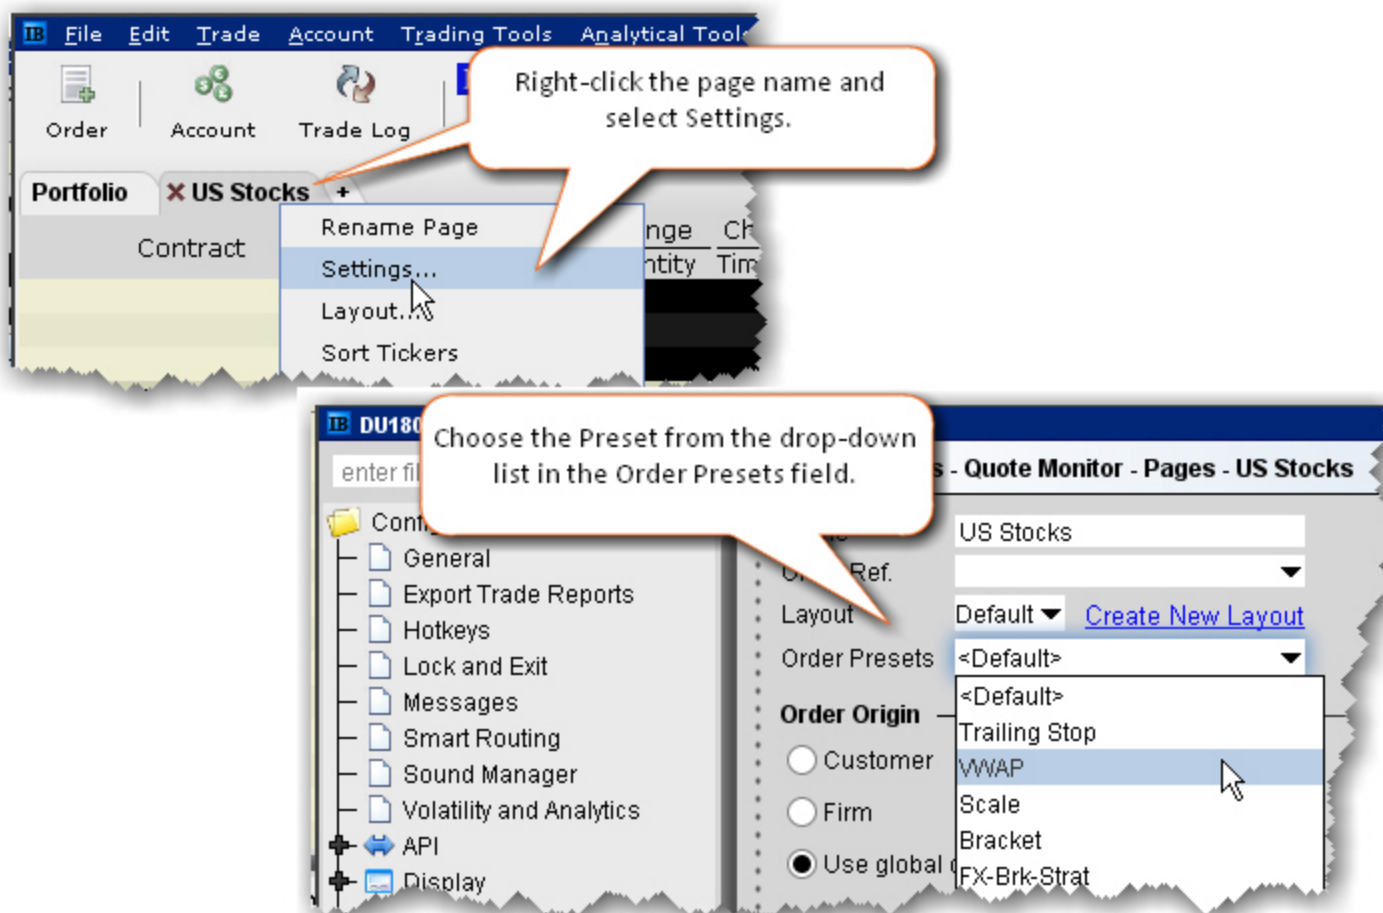 IB File Edit Trade Account Trading Tools Analytical Tools
Right-click the page name and
select Settings.
Order Account Trade Log
Portfolio US Stocks +
Contract
Rename Page
Settings...
Layout...
Sort Tickers
nge Ch
ntity Tim
IB DU180
Choose the Preset from the drop-down
list in the Order Presets field.
s - Quote Monitor - Pages - US Stocks
enter fil
Conf
General
Export Trade Reports
Hotkeys
Lock and Exit
Messages
Smart Routing
Sound Manager
Volatility and Analytics
API
Display
US Stocks
Ref.
Layout Default Create New Layout
Order Presets <Default>
<Default>
Trailing Stop
VWAP
Scale
Bracket
FX-Brk-Strat
Order Origin
Customer
Firm
Use global